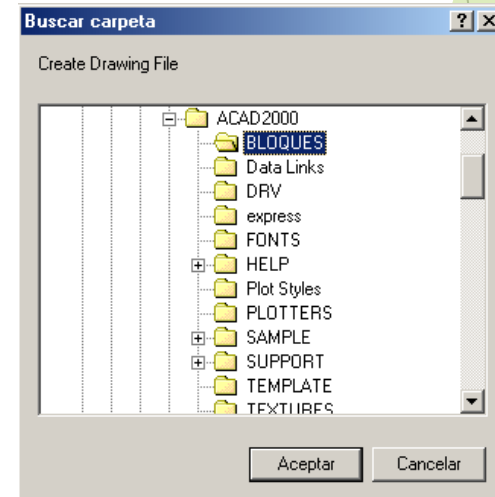 Buscar carpeta
Create Drawing File
ACAD2000
BLOQUES
Data Links
DRV
express
FONTS
HELP
Plot Styles
PLOTTERS
SAMPLE
SUPPORT
TEMPLATE
TEXTURES
Aceptar Cancelar